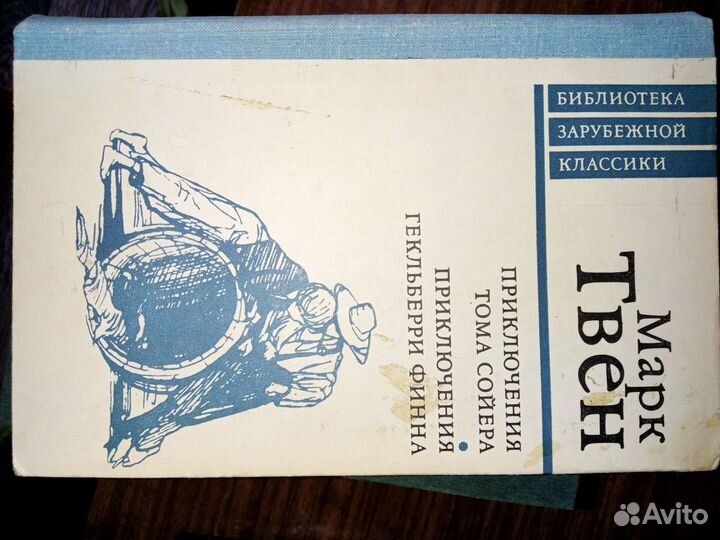 БИБЛИОТЕКА
ЗАРУБЕЖНОЙ
КЛАССИКИ
Марк
Твен
ПРИКЛЮЧЕНИЯ
ТОМА СОЙЕРА
•
ПРИКЛЮЧЕНИЯ
ГЕКЛЬБЕРРИ ФИННА
Avito